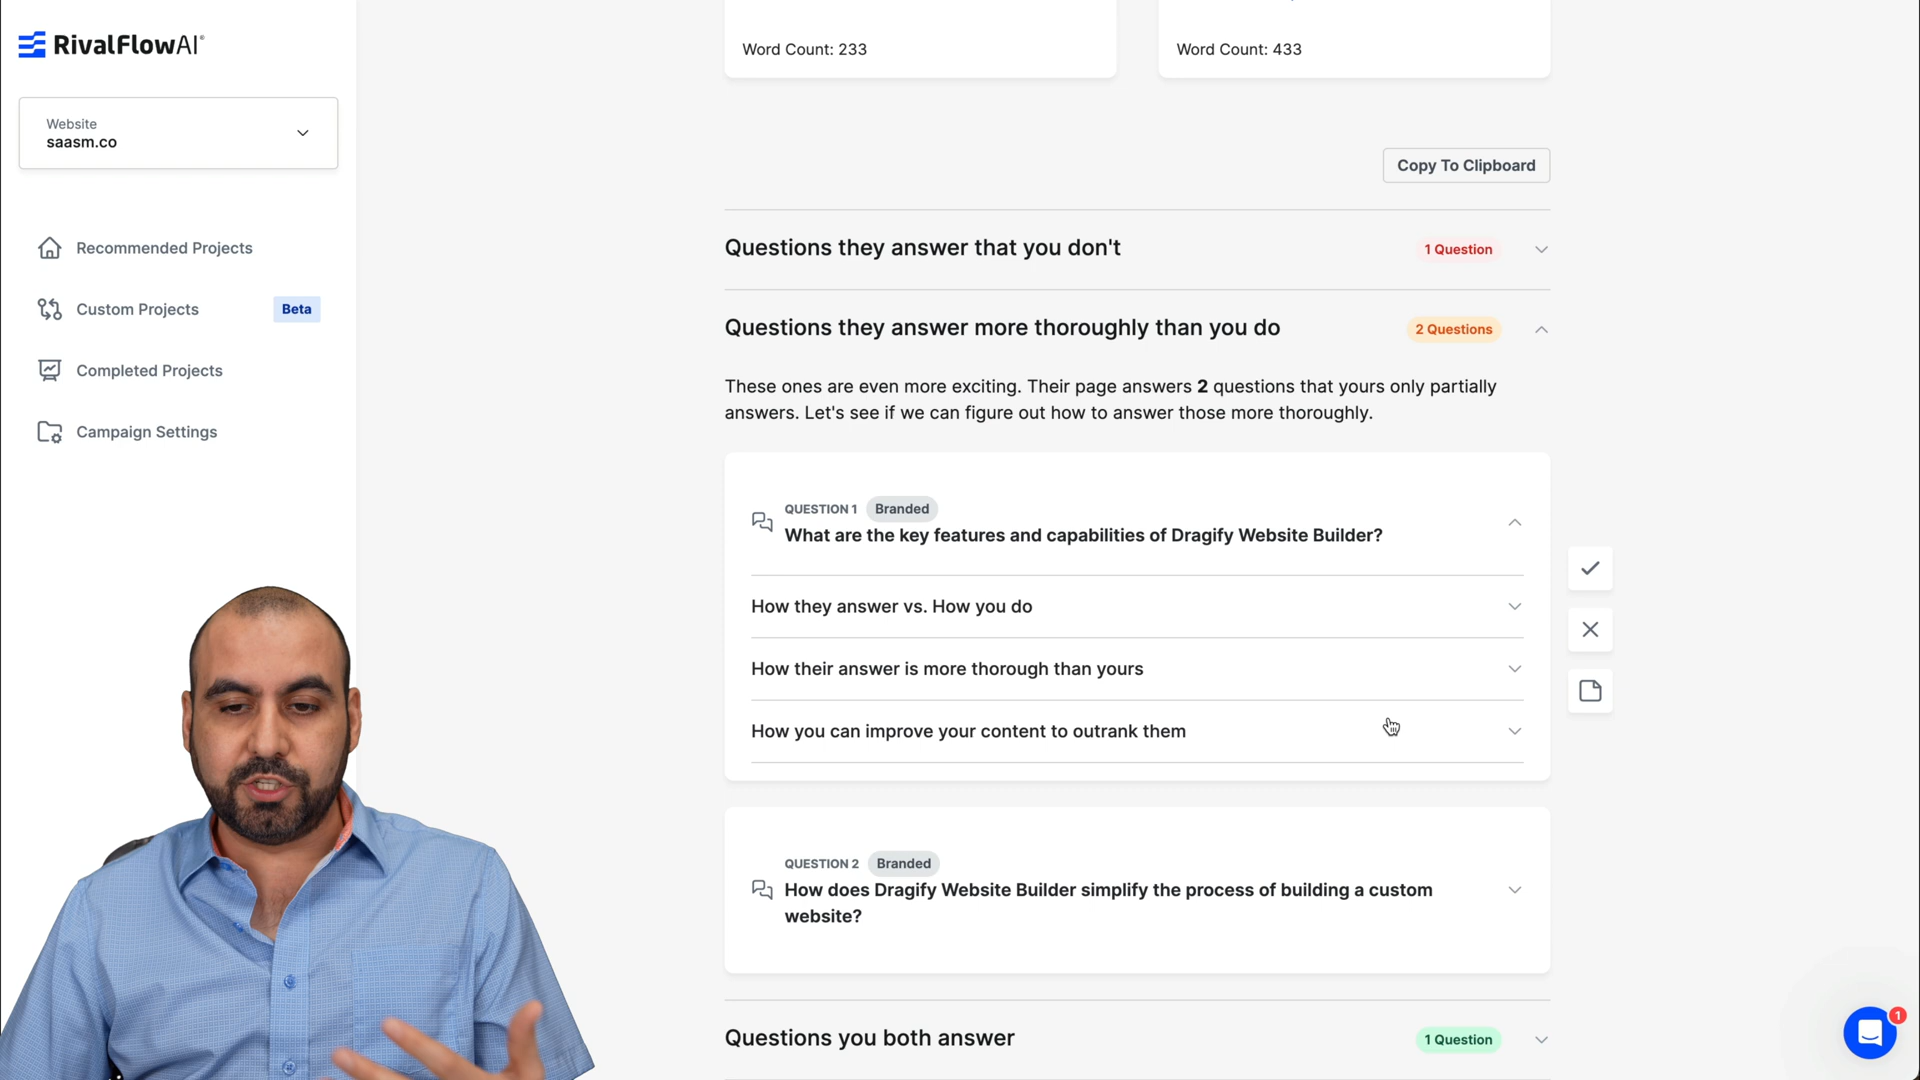 RivalFlowAI®
Website
saasm.co
Recommended Projects
Custom Projects
Beta
Completed Projects
Campaign Settings
Word Count: 233
Word Count: 433
Copy To Clipboard
Questions they answer that you don't
1 Question
Questions they answer more thoroughly than you do
2 Questions
These ones are even more exciting. Their page answers 2 questions that yours only partially
answers. Let's see if we can figure out how to answer those more thoroughly.
QUESTION 1
Branded
What are the key features and capabilities of Dragify Website Builder?
How they answer vs. How you do
How their answer is more thorough than yours
How you can improve your content to outrank them
QUESTION 2
Branded
How does Dragify Website Builder simplify the process of building a custom
website?
Questions you both answer
1 Question
1